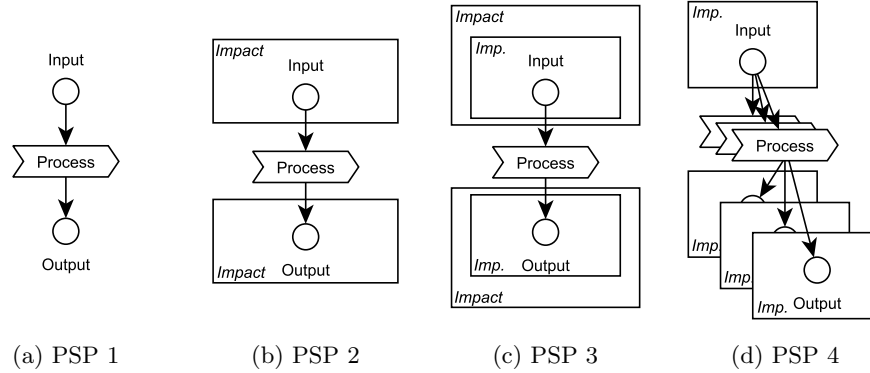 Input
Process
Output
(a) PSP 1
Impact
Input
Process
Impact
Output
(b) PSP 2
Impact
Imp.
Input
Process
Imp.
Output
Impact
(c) PSP 3
Imp.
Input
Process
Imp.
Imp.
Imp.
Output
(d) PSP 4